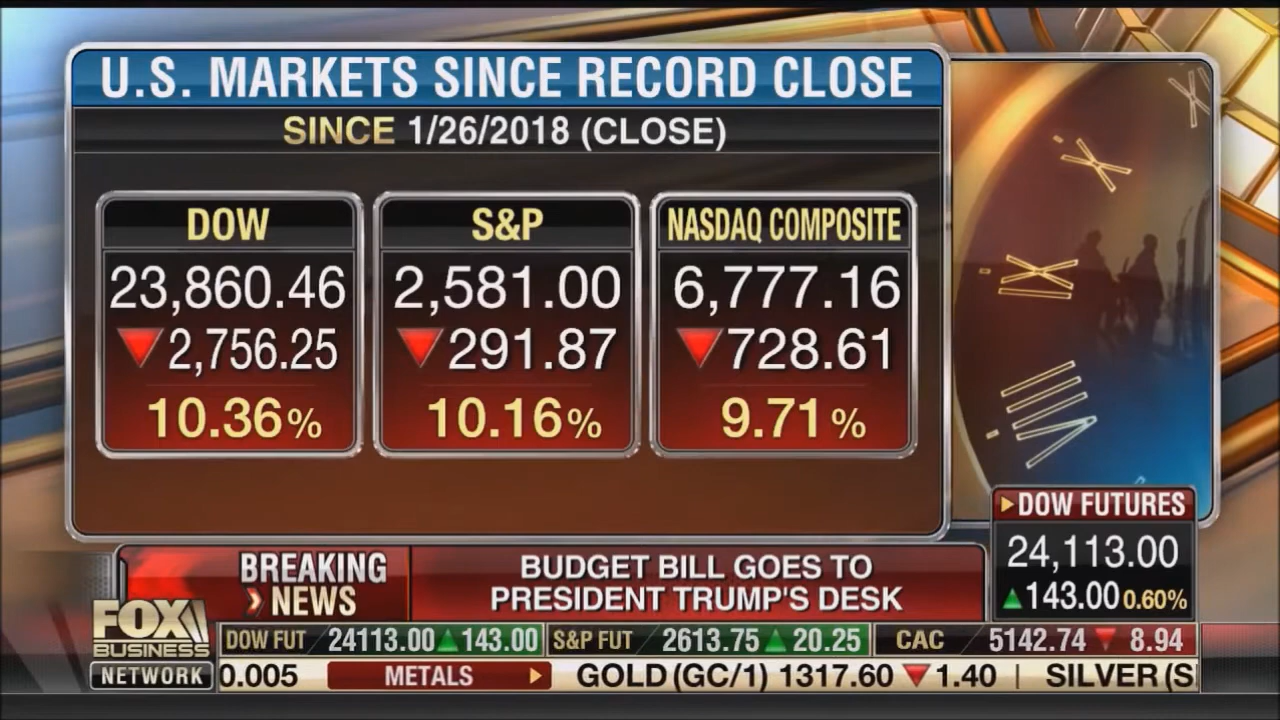 U.S. MARKETS SINCE RECORD CLOSE
SINCE 1/26/2018 (CLOSE)
DOW
23,860.46
▼2,756.25
10.36%
S&P
2,581.00
▼291.87
10.16%
NASDAQ COMPOSITE
6,777.16
▼728.61
9.71%
X
IX
VIII
DOW FUTURES
24,113.00
▲143.00 0.60%
BREAKING
NEWS
BUDGET BILL GOES TO
PRESIDENT TRUMP'S DESK
FOX
BUSINESS
NETWORK
DOW FUT 24113.00 ▲ 143.00 S&P FUT 2613.75 ▲ 20.25 CAC 5142.74 ▼ 8.94
0.005 METALS GOLD (GC/1) 1317.60 ▼ 1.40 | SILVER (S